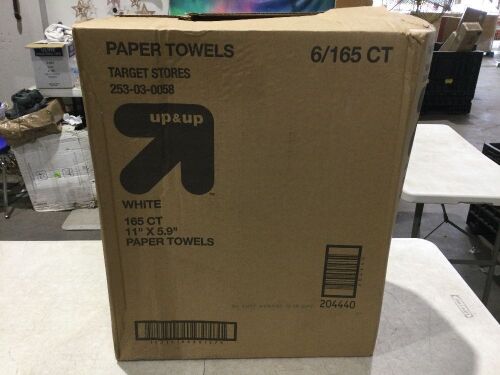 PAPER TOWELS
6/165 CT
TARGET STORES
253-03-0058
up&up
WHITE
165 CT
11" X 5.9"
PAPER TOWELS
204440